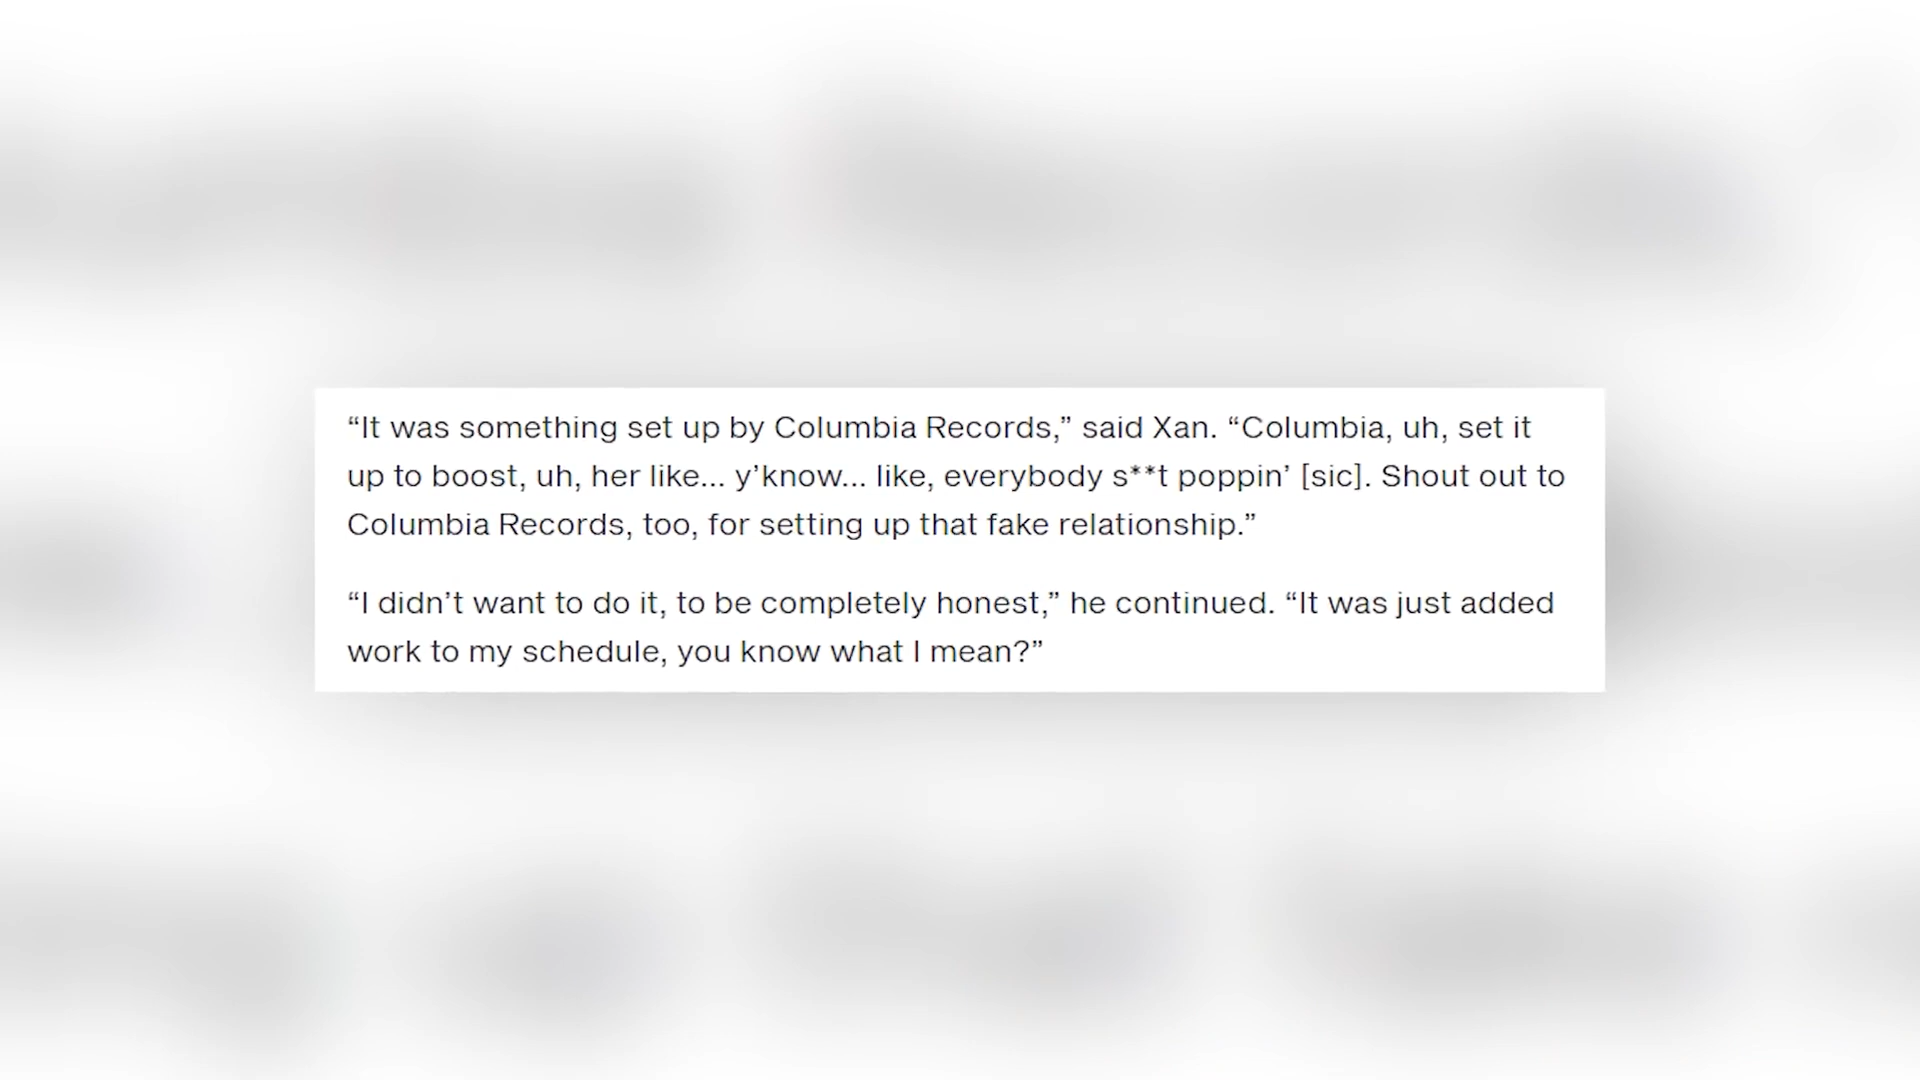 “It was something set up by Columbia Records,” said Xan. “Columbia, uh, set it
up to boost, uh, her like... y’know... like, everybody s**t poppin’ [sic]. Shout out to
Columbia Records, too, for setting up that fake relationship.”
“I didn’t want to do it, to be completely honest,” he continued. “It was just added
work to my schedule, you know what I mean?”